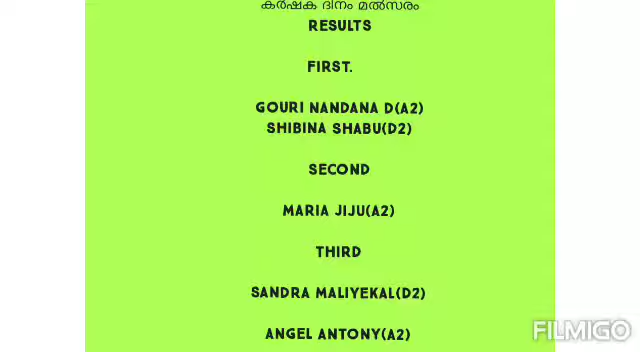 കർഷക ദിനം മൽസരം
RESULTS
FIRST.
GOURI NANDANA D(A2)
SHIBINA SHABU(D2)
SECOND
MARIA JIJU(A2)
THIRD
SANDRA MALIYEKAL(D2)
ANGEL ANTONY(A2)
FILMIGO